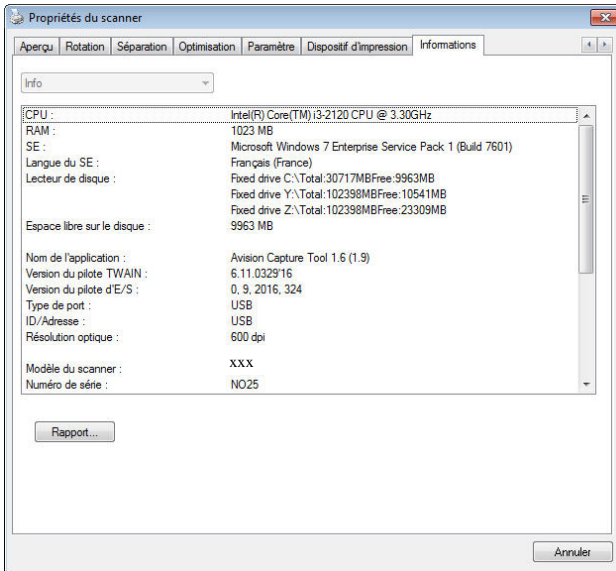 Propriétés du scanner
Aperçu Rotation Séparation Optimisation Paramètre Dispositif d'impression Informations
Info
CPU : Intel(R) Core(TM) i3-2120 CPU @ 3.30GHz
RAM : 1023 MB
SE : Microsoft Windows 7 Enterprise Service Pack 1 (Build 7601)
Langue du SE : Français (France)
Lecteur de disque : Fixed drive C:\Total:30717MBFree:9963MB
Fixed drive Y:\Total:102398MBFree:10541MB
Fixed drive Z:\Total:102398MBFree:23309MB
Espace libre sur le disque : 9963 MB
Nom de l'application : Avision Capture Tool 1.6 (1.9)
Version du pilote TWAIN : 6.11.0329'16
Version du pilote d'E/S : 0, 9, 2016, 324
Type de port : USB
ID/Adresse : USB
Résolution optique : 600 dpi
Modèle du scanner : XXX
Numéro de série : NO25
Rapport...
Annuler